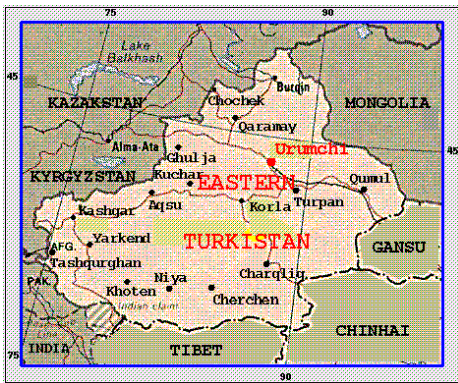 75
90
Lake
Balkhash
45
Burqin
KAZAKSTAN
Chochek
MONGOLIA
Qaramay
Alma-Ata
45
Urumchi
Ghulja
KYRGYZSTAN
Kuchar
EASTERN
Qumul
Aqsu
Korla
Turpan
Kashgar
TURKISTAN
AFG.
Yarkend
GANSU
Tashqurghan
Charqliq
PAK.
Niya
Khoten
Cherchen
Indian claim
Line
CHINHAI
INDIA
TIBET
75
90